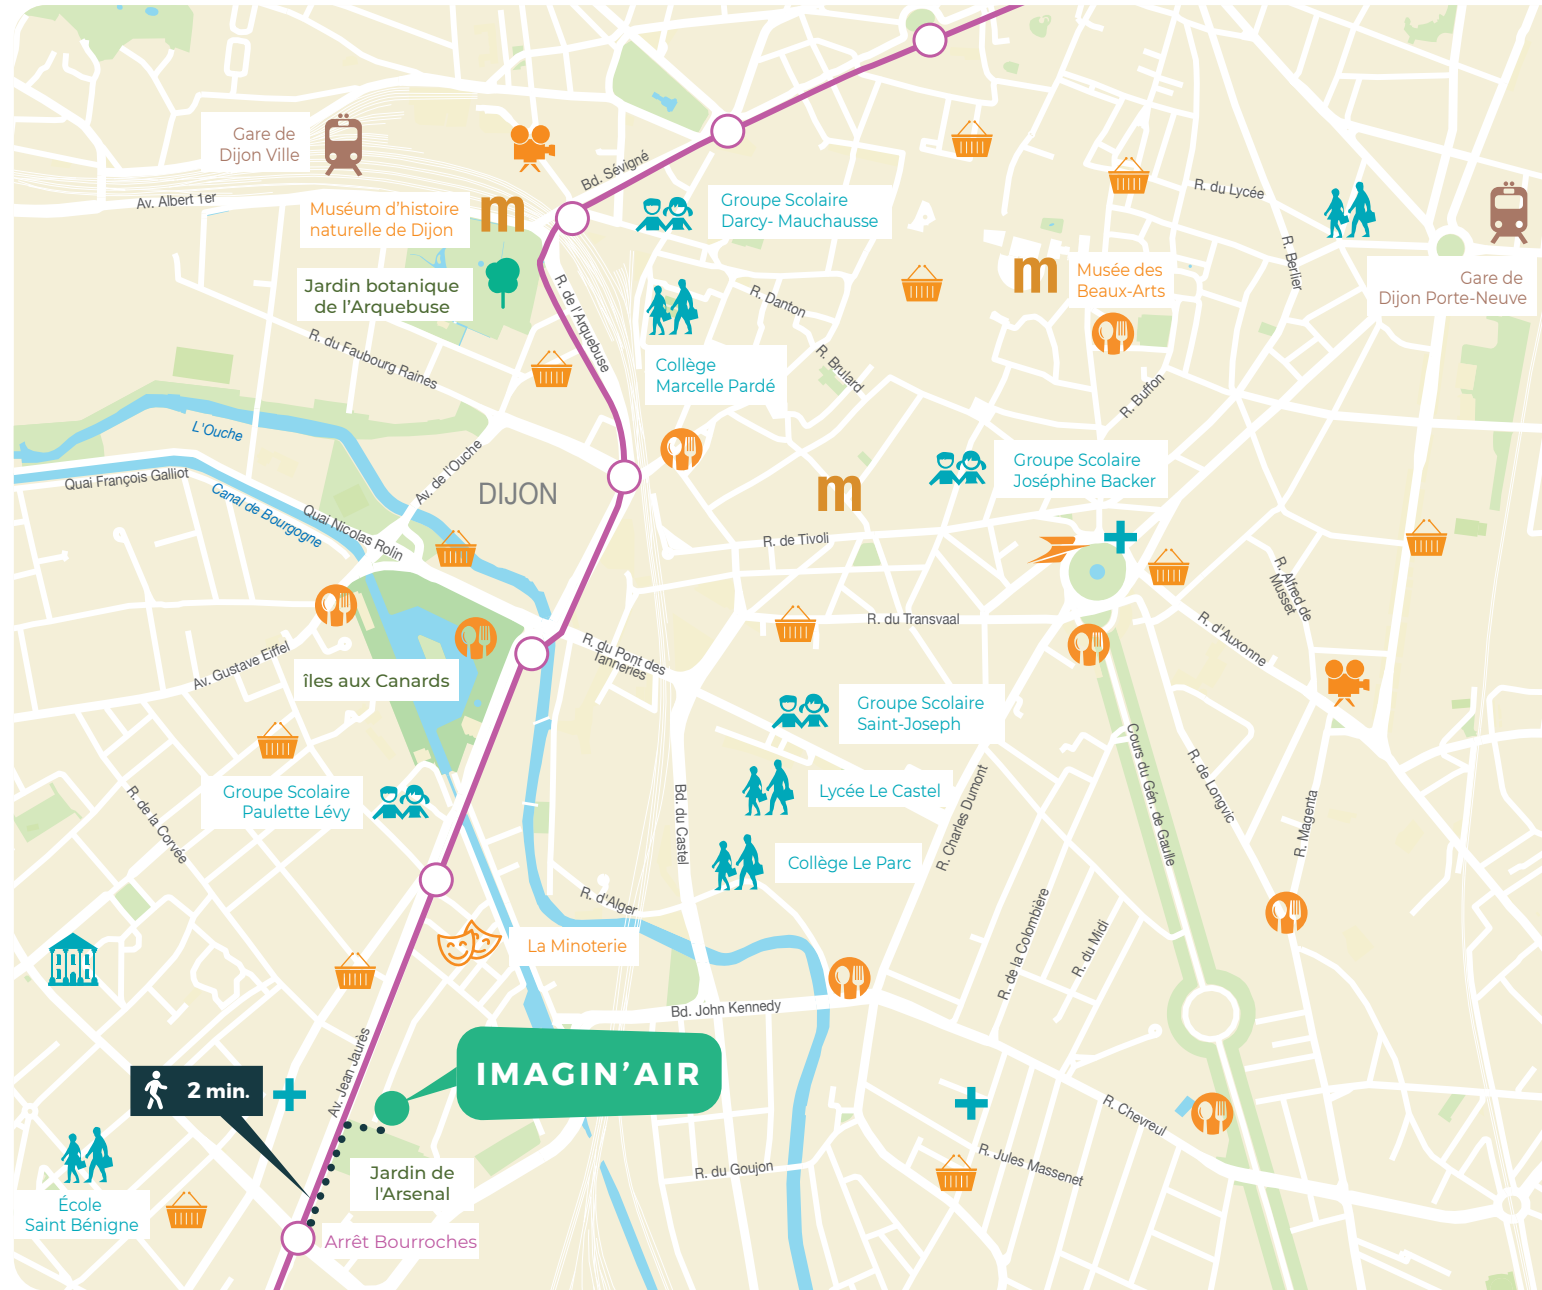 Gare de
Dijon Ville
Av. Albert 1er
Bd. Sévigné
Muséum d'histoire
naturelle de Dijon
m
Groupe Scolaire
Darcy- Mauchausse
R. du Lycée
R. Berlier
Gare de
Dijon Porte-Neuve
Jardin botanique
de l'Arquebuse
R. de l'Arquebuse
R. Danton
m
Musée des
Beaux-Arts
R. du Faubourg Raines
Collège
Marcelle Pardé
R. Brulard
R. Buffon
L'Ouche
Av. de l'Ouche
Quai François Galliot
Canal de Bourgogne
Quai Nicolas Rolin
DIJON
m
Groupe Scolaire
Joséphine Backer
R. de Tivoli
R. Alfred de
Musset
R. du Transvaal
R. d'Auxonne
Av. Gustave Eiffel
R. du Pont des
Tanneries
îles aux Canards
Groupe Scolaire
Saint-Joseph
Groupe Scolaire
Paulette Lévy
R. de la Corvée
Bd. du Castel
Lycée Le Castel
Collège Le Parc
R. Charles Dumont
Cours du Gén. de Gaulle
R. de Longvic
R. Magenta
R. d'Alger
La Minoterie
R. de la Colombière
R. du Midi
Bd. John Kennedy
Av. Jean Jaurès
IMAGIN'AIR
2 min.
R. Chevreul
R. Jules Massenet
R. du Goujon
Jardin de
l'Arsenal
École
Saint Bénigne
Arrêt Bourroches